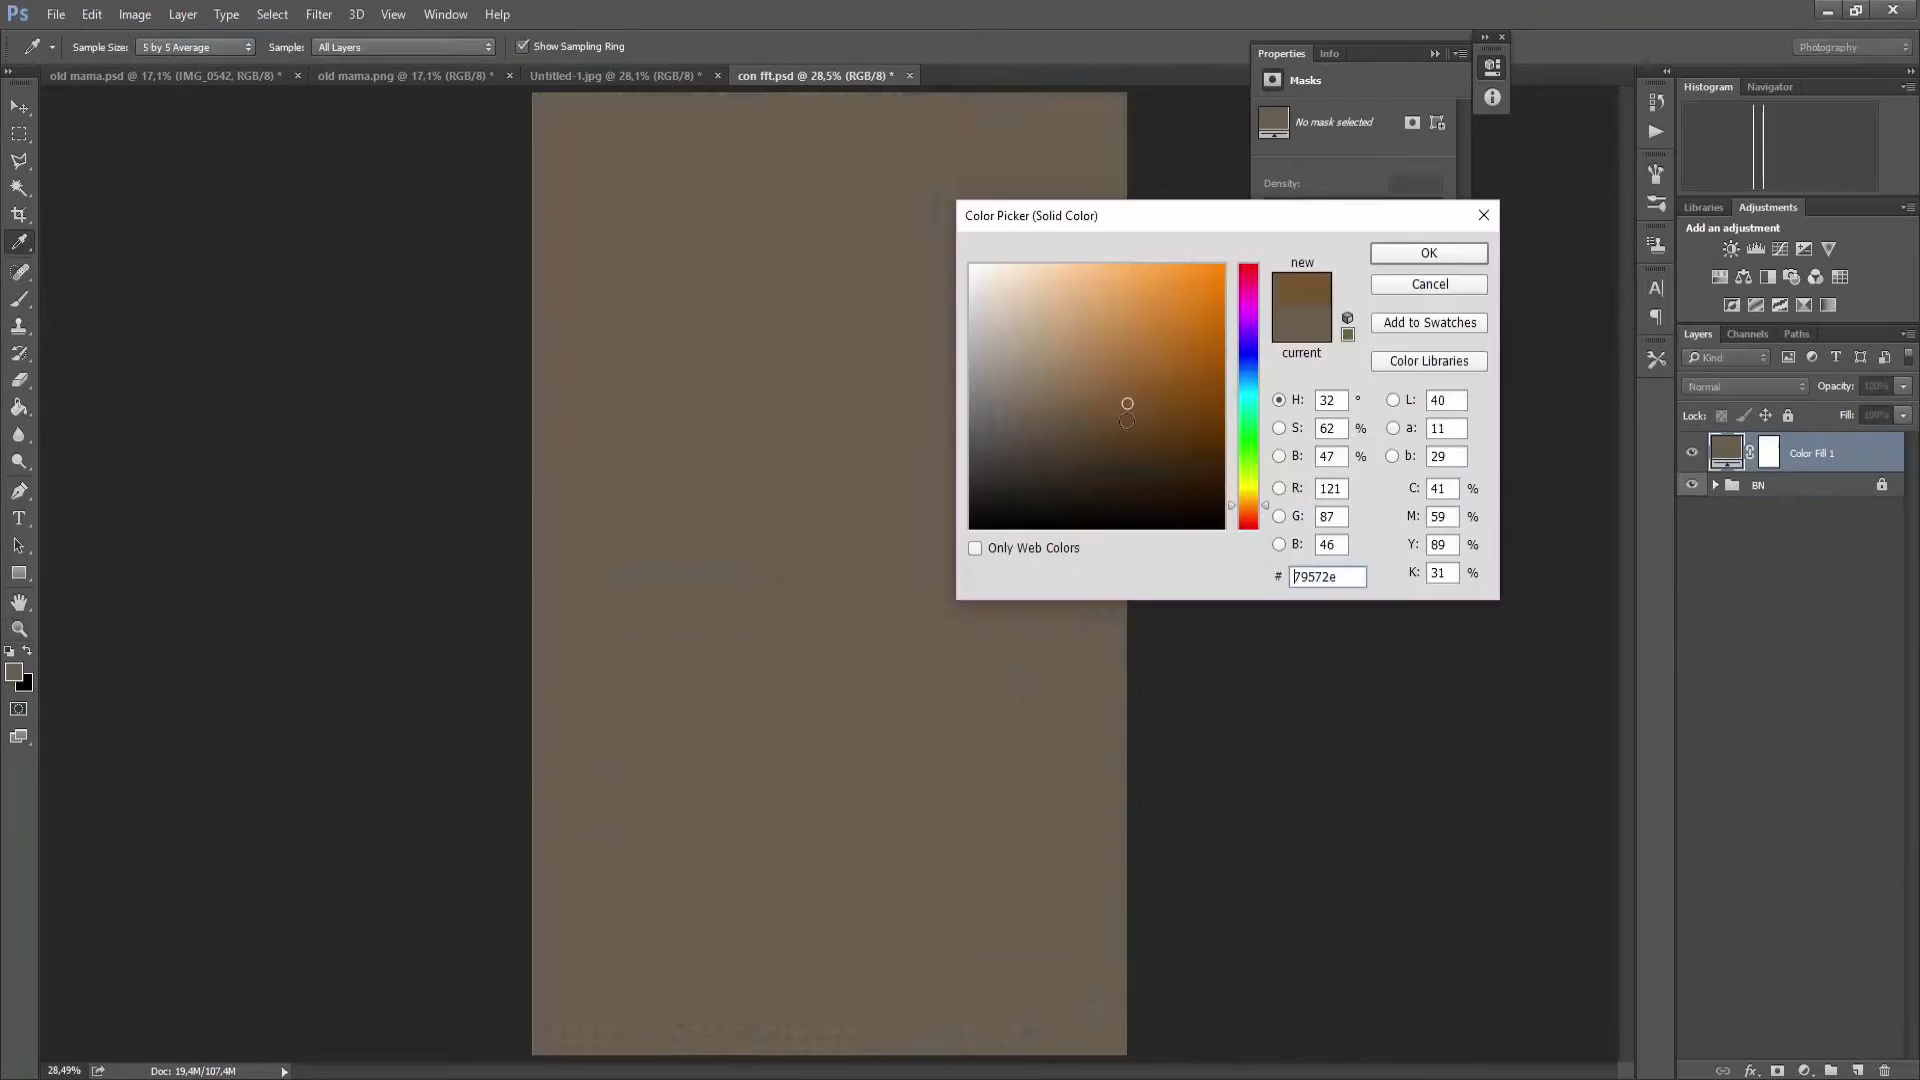 Ps File Edit Image Layer Type Select Filter 3D View Window Help
Sample Size: 5 by 5 Average Sample: All Layers Show Sampling Ring Photography
old mama.psd @ 17,1% (IMG_0542, RGB/8) * old mama.png @ 17,1% (RGB/8) * Untitled-1.jpg @ 28,1% (RGB/8) * con fft.psd @ 28,5% (RGB/8) *
Properties Info
Masks
No mask selected
Density:
Histogram Navigator
Libraries Adjustments
Add an adjustment
Layers Channels Paths
Kind
Normal Opacity: 100%
Lock: Fill: 100%
Color Fill 1
BN
Color Picker (Solid Color)
new
current
OK
Cancel
Add to Swatches
Color Libraries
H: 32 ° L: 40
S: 62 % a: 11
B: 47 % b: 29
R: 121 C: 41 %
G: 87 M: 59 %
B: 46 Y: 89 %
# 79572e K: 31 %
Only Web Colors
28,49% Doc: 19,4M/107,4M